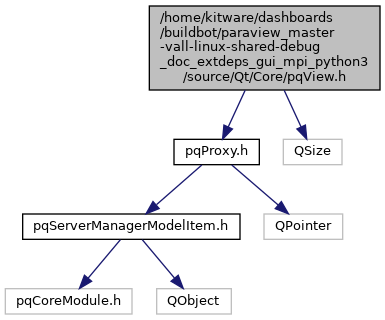 /home/kitware/dashboards
/buildbot/paraview_master
-vall-linux-shared-debug
_doc_extdeps_gui_mpi_python3
/source/Qt/Core/pqView.h
pqProxy.h
QSize
pqServerManagerModelItem.h
QPointer
pqCoreModule.h
QObject